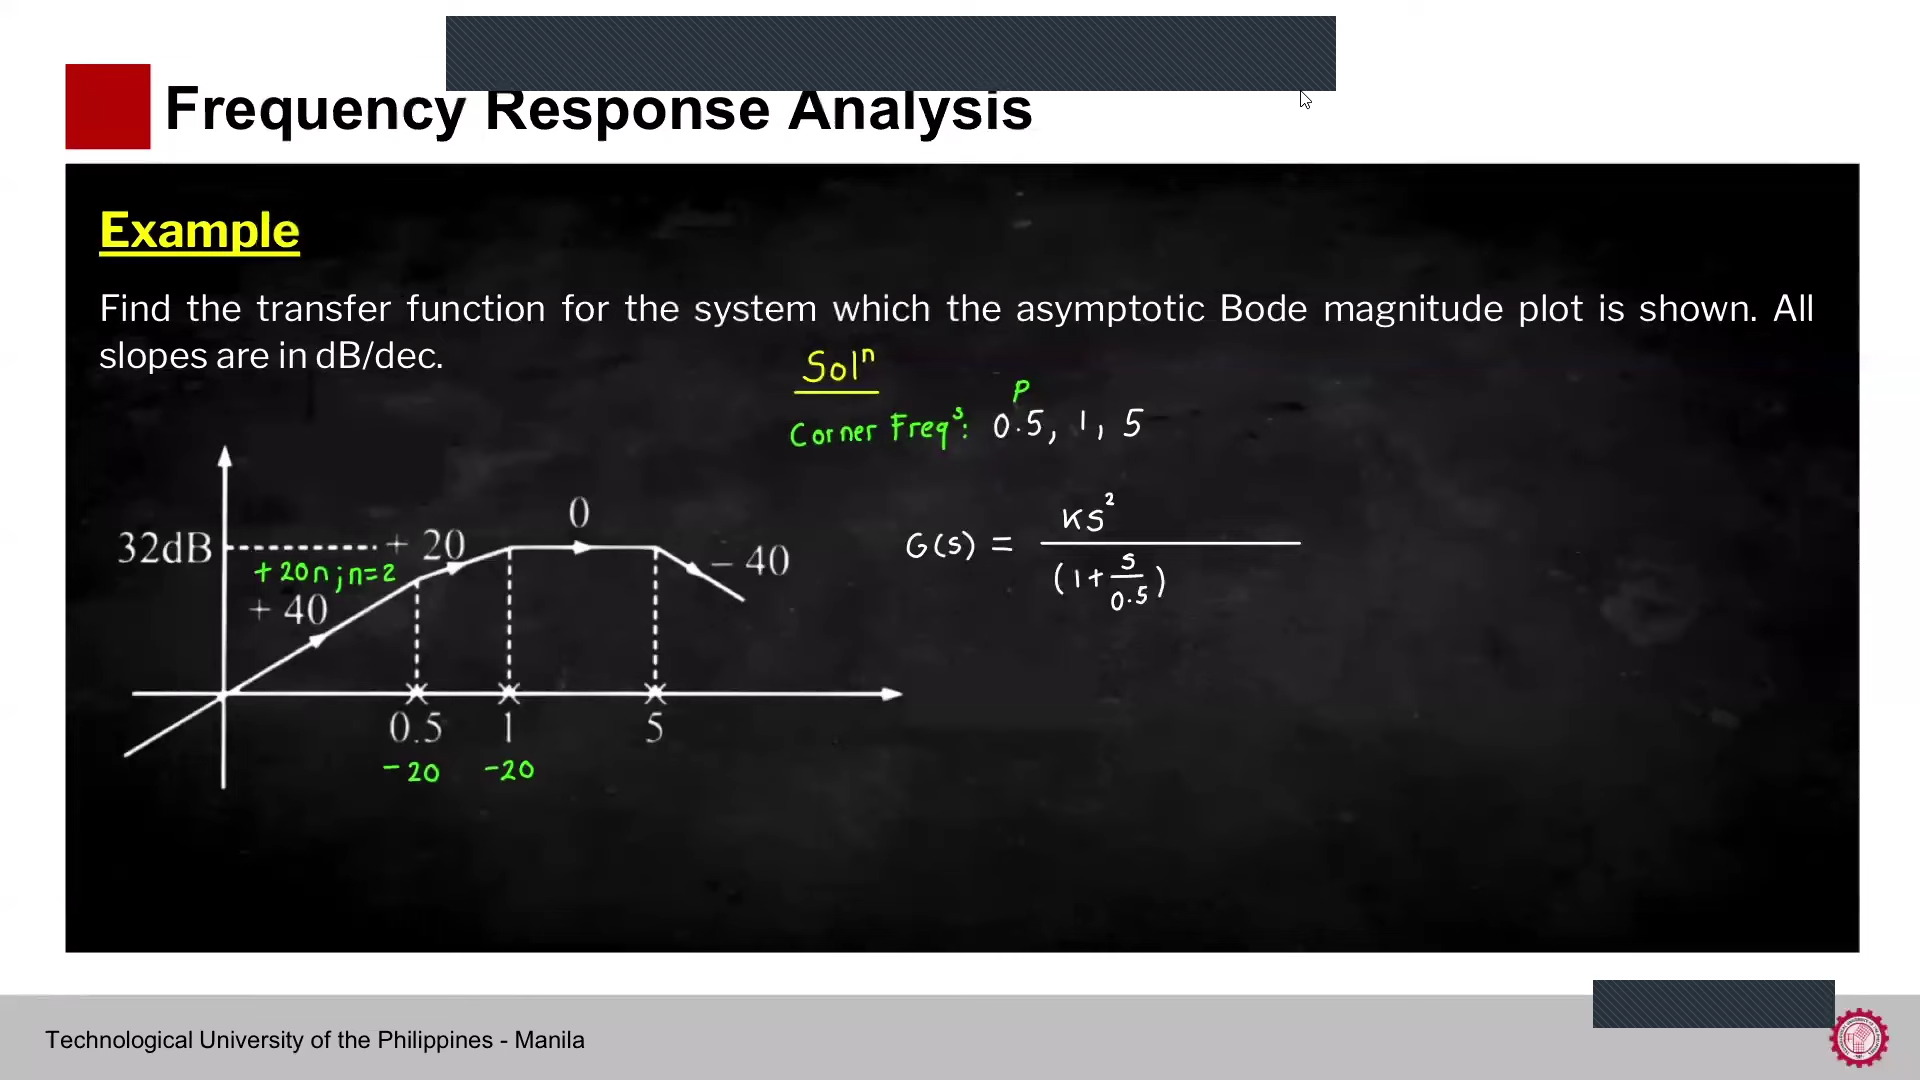 Frequency Response Analysis
Example
Find the transfer function for the system which the asymptotic Bode magnitude plot is shown. All
slopes are in dB/dec.
Solⁿ
P
Corner Freqˢ: 0.5, 1, 5
G(s) = Ks² / (1+s/0.5)
0
32dB
+ 20
- 40
+20n;n=2
+ 40
0.5 1 5
-20 -20
Technological University of the Philippines - Manila